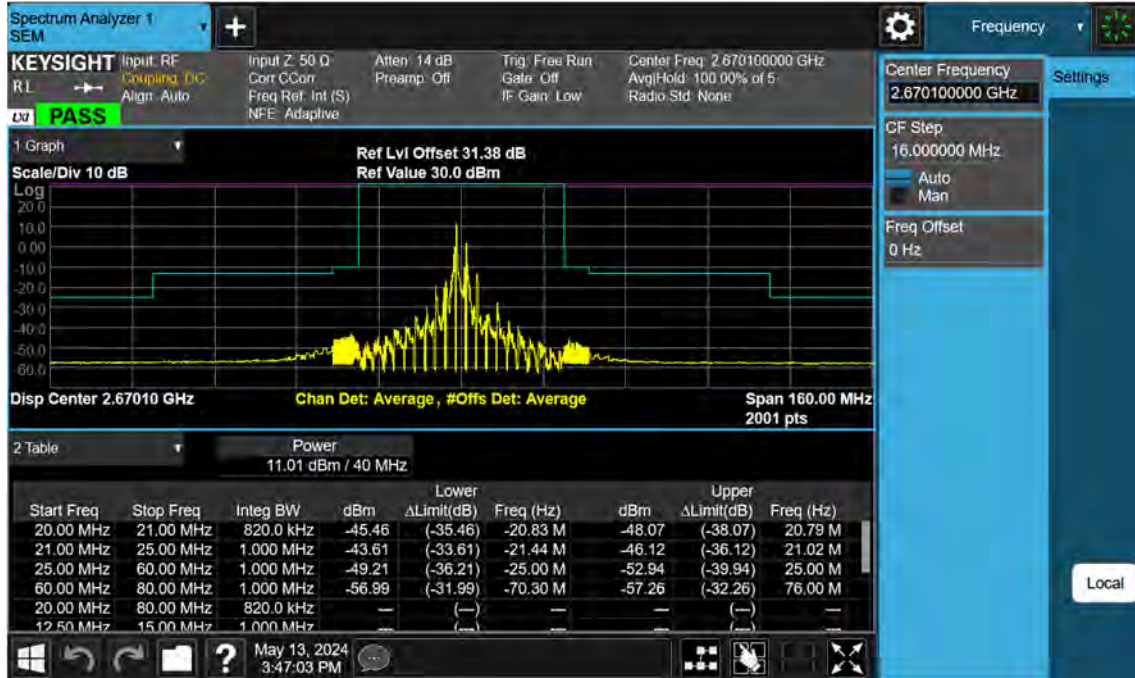 Spectrum Analyzer 1
SEM
+
Frequency
KEYSIGHT
RL
LXI PASS
Input: RF
Coupling: DC
Align: Auto
Input Z: 50 Ω
Corr CCorr
Freq Ref: Int (S)
NFE: Adaptive
Atten: 14 dB
Preamp: Off
Trig: Free Run
Gate: Off
IF Gain: Low
Center Freq: 2.670100000 GHz
Avg|Hold: 100.00% of 5
Radio Std: None
Center Frequency
2.670100000 GHz
Settings
CF Step
16.000000 MHz
Auto
Man
Freq Offset
0 Hz
1 Graph
Scale/Div 10 dB
Ref Lvl Offset 31.38 dB
Ref Value 30.0 dBm
Log
20.0
10.0
0.00
-10.0
-20.0
-30.0
-40.0
-50.0
-60.0
Disp Center 2.67010 GHz
Chan Det: Average, #Offs Det: Average
Span 160.00 MHz
2001 pts
2 Table
Power
11.01 dBm / 40 MHz
Lower Upper
Start Freq Stop Freq Integ BW dBm ΔLimit(dB) Freq (Hz) dBm ΔLimit(dB) Freq (Hz)
20.00 MHz 21.00 MHz 820.0 kHz -45.46 (-35.46) -20.83 M -48.07 (-38.07) 20.79 M
21.00 MHz 25.00 MHz 1.000 MHz -43.61 (-33.61) -21.44 M -46.12 (-36.12) 21.02 M
25.00 MHz 60.00 MHz 1.000 MHz -49.21 (-36.21) -25.00 M -52.94 (-39.94) 25.00 M
60.00 MHz 80.00 MHz 1.000 MHz -56.99 (-31.99) -70.30 M -57.26 (-32.26) 76.00 M
20.00 MHz 80.00 MHz 820.0 kHz — (—) — — (—) —
12.50 MHz 15.00 MHz 1.000 MHz — (—) — — (—) —
Local
?
May 13, 2024
3:47:03 PM